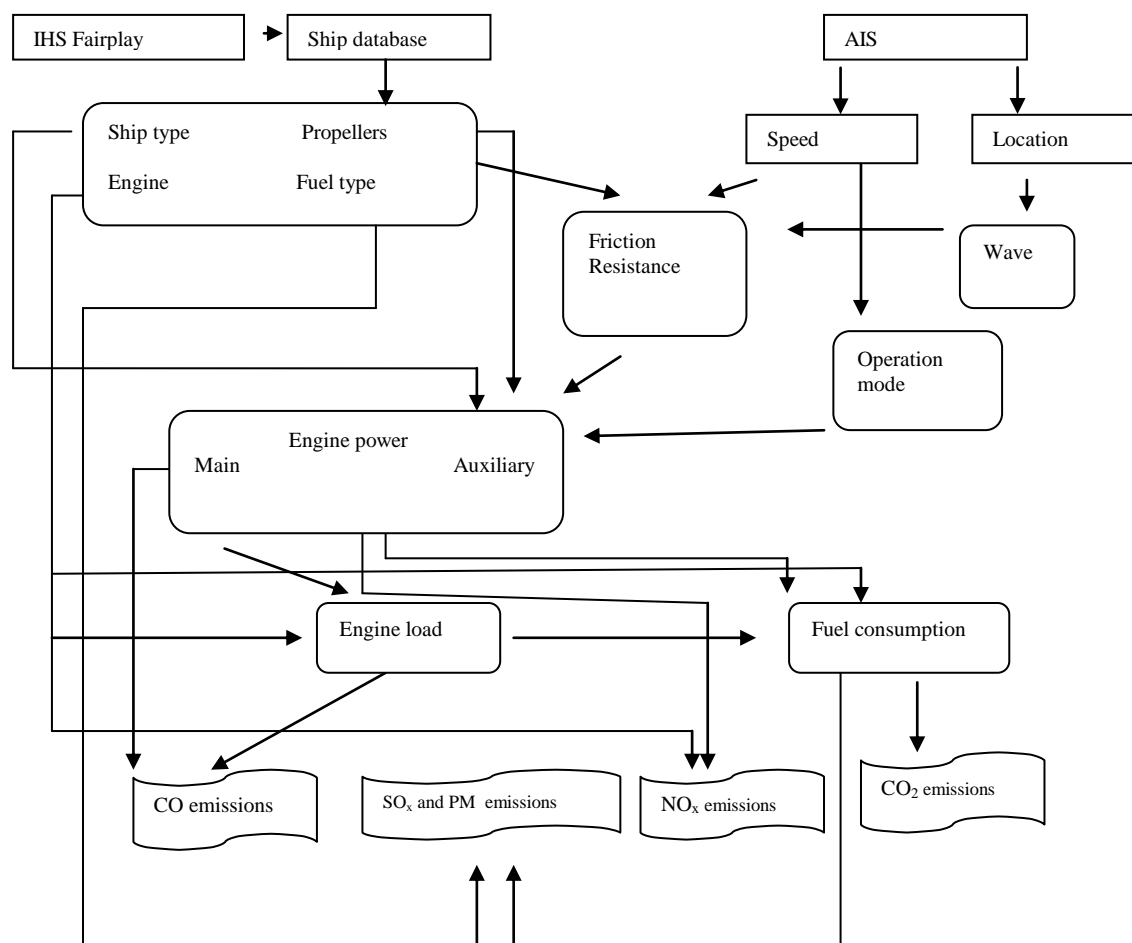 IHS Fairplay
Ship database
AIS
Ship type
Propellers
Engine
Fuel type
Speed
Location
Friction
Resistance
Wave
Operation
mode
Engine power
Main
Auxiliary
Engine load
Fuel consumption
CO emissions
SOₓ and PM emissions
NOₓ emissions
CO₂ emissions